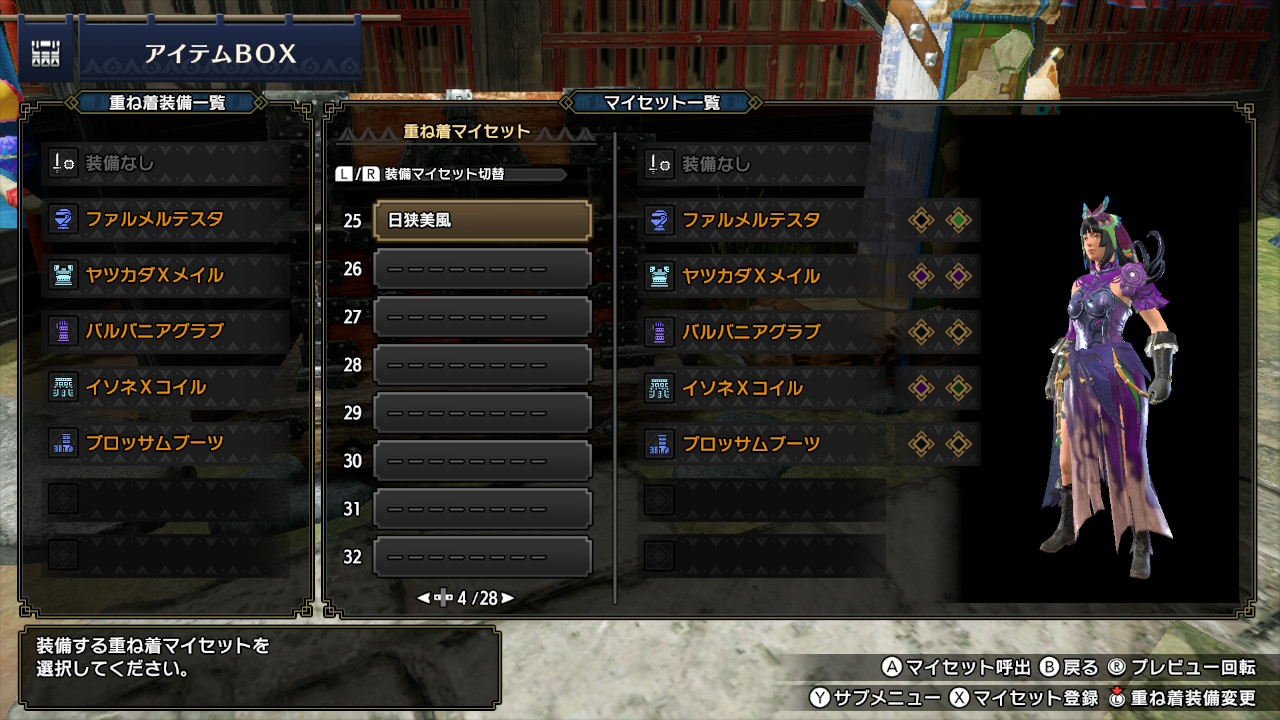 アイテムBOX
重ね着装備一覧
装備なし
ファルメルテスタ
ヤツカダXメイル
バルバニアグラブ
イソネXコイル
ブロッサムブーツ
マイセット一覧
重ね着マイセット
L/R 装備マイセット切替
25 日狭美風
26 ――――――――
27 ――――――――
28 ――――――――
29 ――――――――
30 ――――――――
31 ――――――――
32 ――――――――
4/28
装備なし
ファルメルテスタ
ヤツカダXメイル
バルバニアグラブ
イソネXコイル
ブロッサムブーツ
装備する重ね着マイセットを
選択してください。
Aマイセット呼出 B戻る Rプレビュー回転
Yサブメニュー Xマイセット登録 L重ね着装備変更